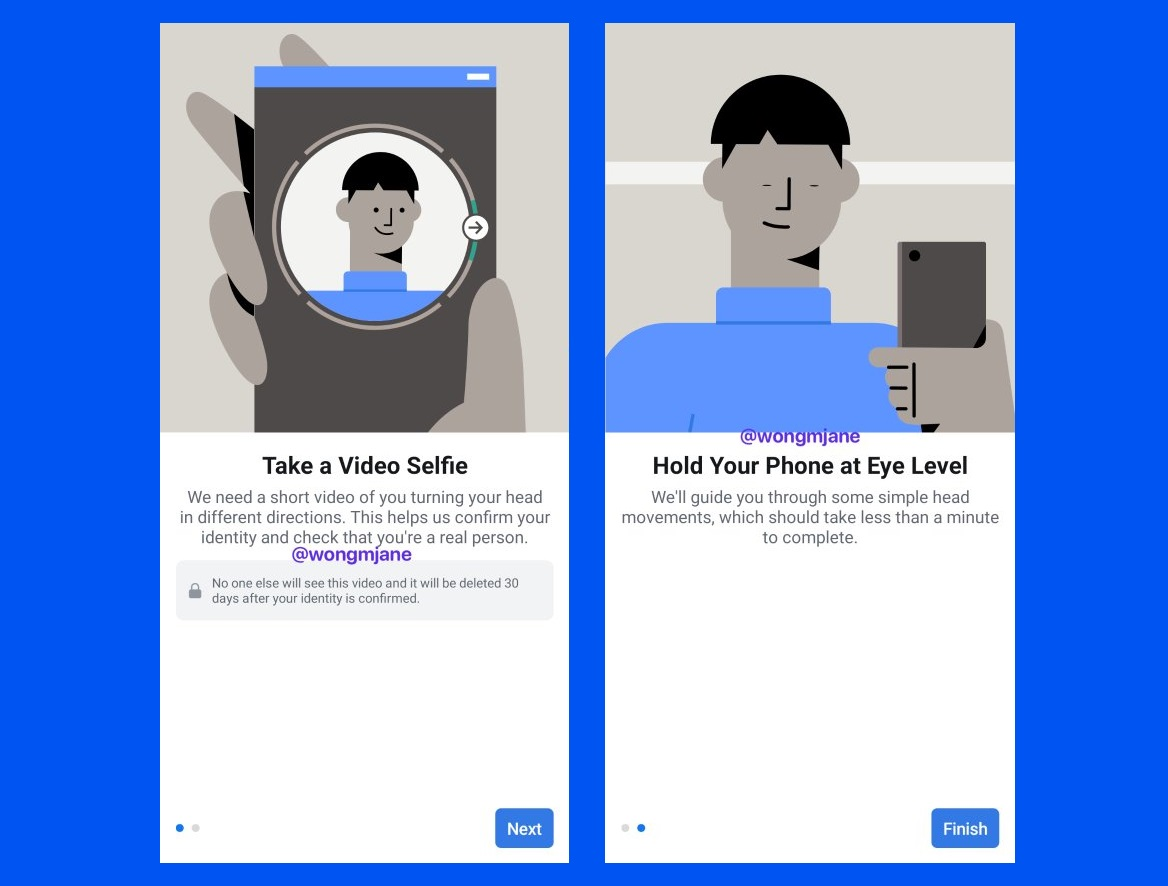 Take a Video Selfie
We need a short video of you turning your head
in different directions. This helps us confirm your
identity and check that you're a real person.
@wongmjane
No one else will see this video and it will be deleted 30
days after your identity is confirmed.
Next
@wongmjane
Hold Your Phone at Eye Level
We'll guide you through some simple head
movements, which should take less than a minute
to complete.
Finish